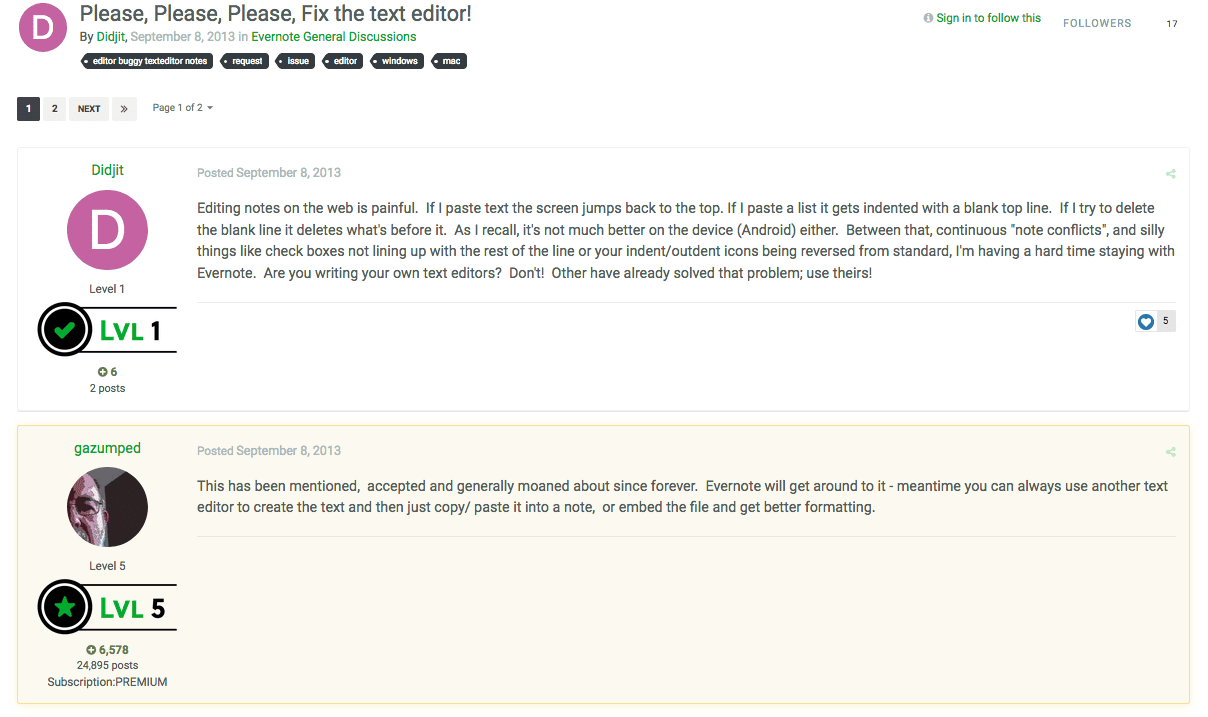 D
Please, Please, Please, Fix the text editor!
By Didjit, September 8, 2013 in Evernote General Discussions
editor buggy texteditor notes request issue editor windows mac
Sign in to follow this FOLLOWERS 17
1 2 NEXT » Page 1 of 2
Didjit
D
Level 1
LVL 1
6
2 posts
Posted September 8, 2013
Editing notes on the web is painful.  If I paste text the screen jumps back to the top. If I paste a list it gets indented with a blank top line.  If I try to delete
the blank line it deletes what's before it.  As I recall, it's not much better on the device (Android) either.  Between that, continuous "note conflicts", and silly
things like check boxes not lining up with the rest of the line or your indent/outdent icons being reversed from standard, I'm having a hard time staying with
Evernote.  Are you writing your own text editors?  Don't!  Other have already solved that problem; use theirs!
5
gazumped
Level 5
LVL 5
6,578
24,895 posts
Subscription:PREMIUM
Posted September 8, 2013
This has been mentioned,  accepted and generally moaned about since forever.  Evernote will get around to it - meantime you can always use another text
editor to create the text and then just copy/ paste it into a note,  or embed the file and get better formatting.